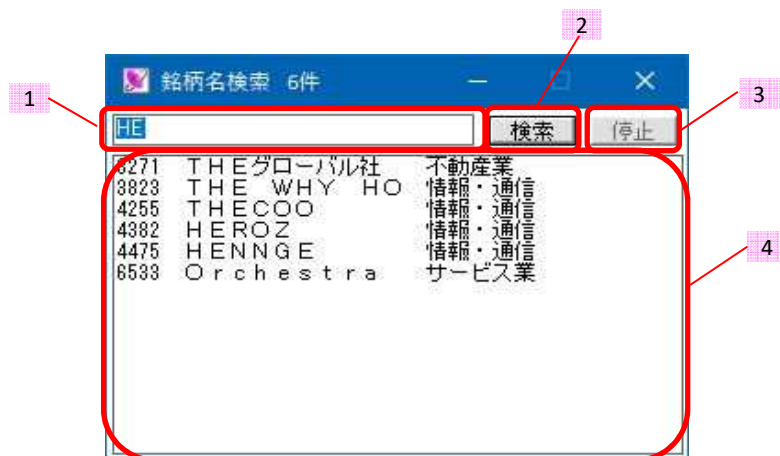 2
銘柄名検索 6件
1
3
HE
検索
停止
3271 ＴＨＥグローバル社 不動産業
3823 ＴＨＥ　ＷＨＹ　ＨＯ 情報・通信
4255 ＴＨＥＣＯＯ 情報・通信
4382 ＨＥＲＯＺ 情報・通信
4475 ＨＥＮＮＧＥ 情報・通信
6533 Ｏｒｃｈｅｓｔｒａ サービス業
4